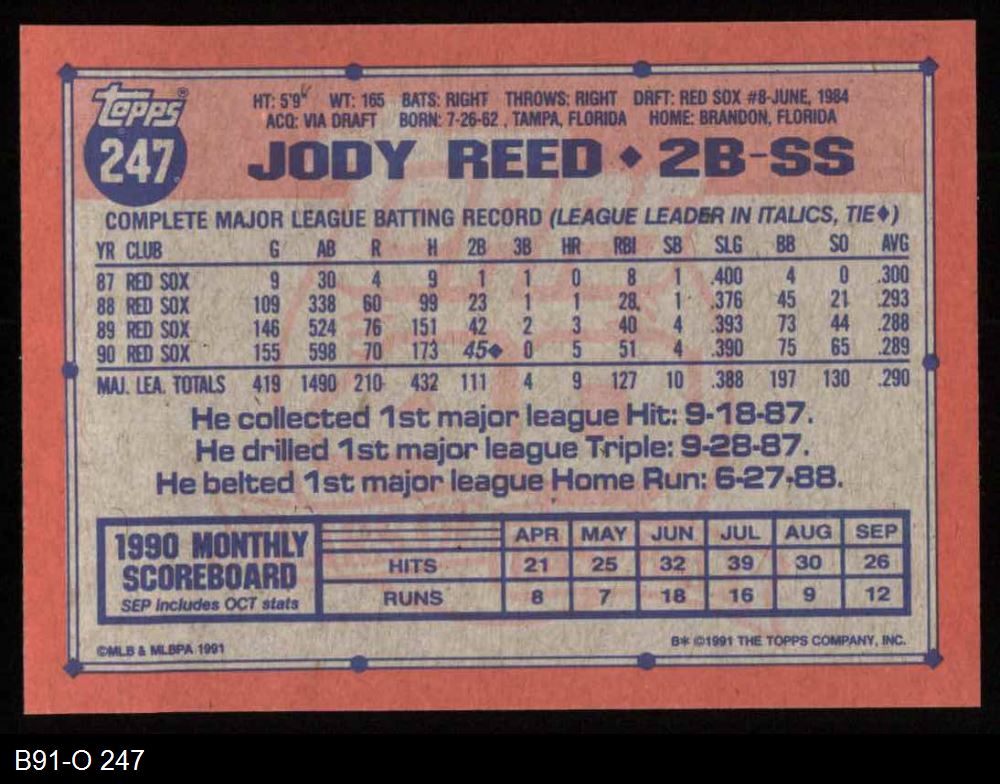 Topps®
247
HT: 5'9" WT: 165 BATS: RIGHT THROWS: RIGHT DRFT: RED SOX #8-JUNE, 1984
ACQ: VIA DRAFT BORN: 7-26-62, TAMPA, FLORIDA HOME: BRANDON, FLORIDA
JODY REED ♦ 2B-SS
COMPLETE MAJOR LEAGUE BATTING RECORD (LEAGUE LEADER IN ITALICS, TIE♦)
YR CLUB G AB R H 2B 3B HR RBI SB SLG BB SO AVG
87 RED SOX 9 30 4 9 1 1 0 8 1 .400 4 0 .300
88 RED SOX 109 338 60 99 23 1 1 28 1 .376 45 21 .293
89 RED SOX 146 524 76 151 42 2 3 40 4 .393 73 44 .288
90 RED SOX 155 598 70 173 45♦ 0 5 51 4 .390 75 65 .289
MAJ. LEA. TOTALS 419 1490 210 432 111 4 9 127 10 .388 197 130 .290
He collected 1st major league Hit: 9-18-87.
He drilled 1st major league Triple: 9-28-87.
He belted 1st major league Home Run: 6-27-88.
1990 MONTHLY
SCOREBOARD
SEP includes OCT stats
APR MAY JUN JUL AUG SEP
HITS 21 25 32 39 30 26
RUNS 8 7 18 16 9 12
©MLB & MLBPA 1991
B* ©1991 THE TOPPS COMPANY, INC.
B91-O 247